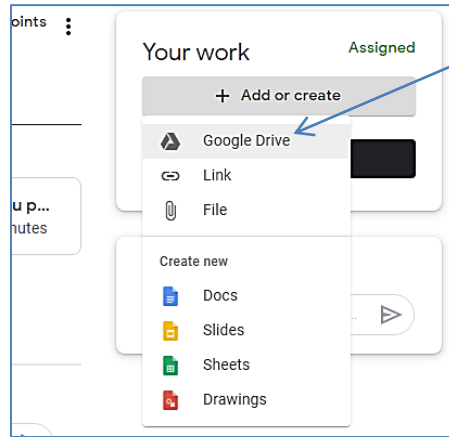 oints
Your work Assigned
+ Add or create
Google Drive
Link
File
u p...
nutes
Create new
Docs
Slides
Sheets
Drawings